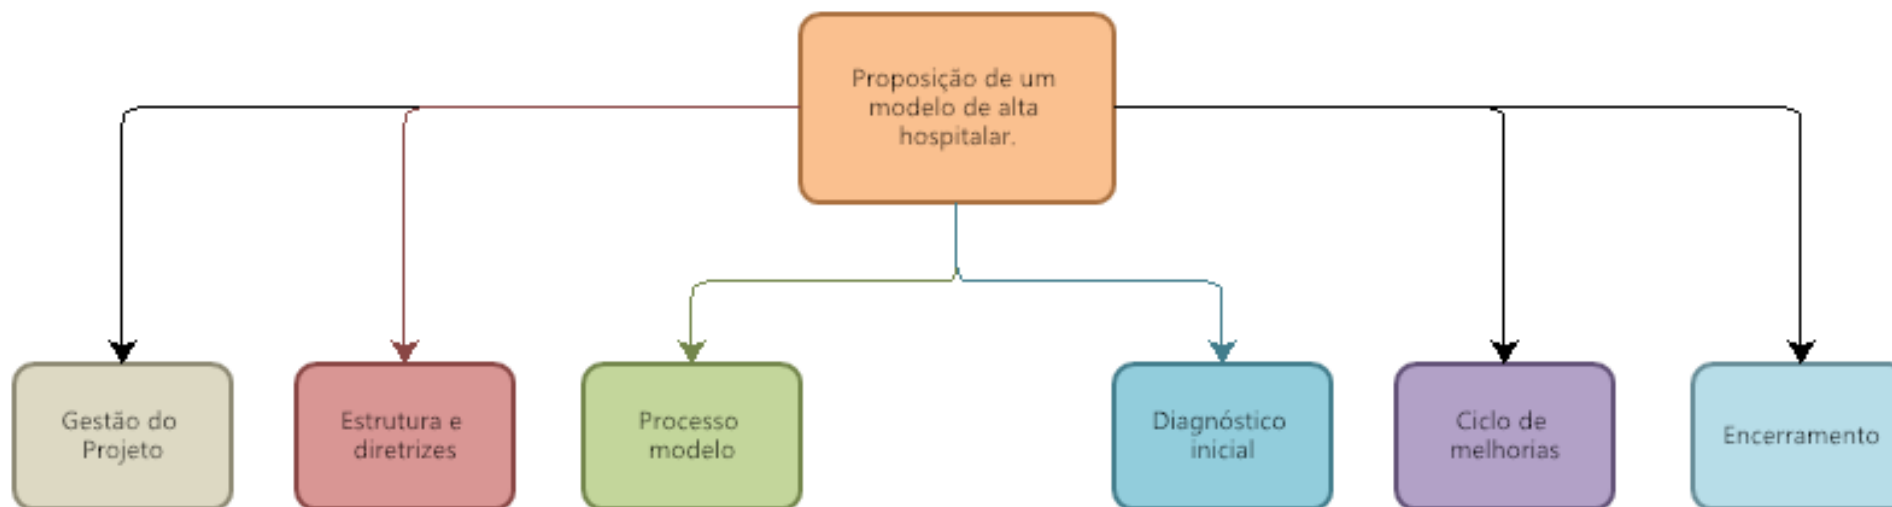 Proposição de um
modelo de alta
hospitalar.
Gestão do
Projeto
Estrutura e
diretrizes
Processo
modelo
Diagnóstico
inicial
Ciclo de
melhorias
Encerramento